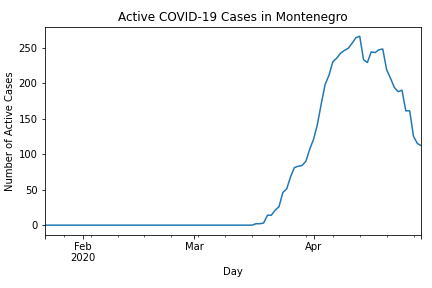 Active COVID-19 Cases in Montenegro
Number of Active Cases
250
200
150
100
50
0
Feb
2020
Mar
Apr
Day